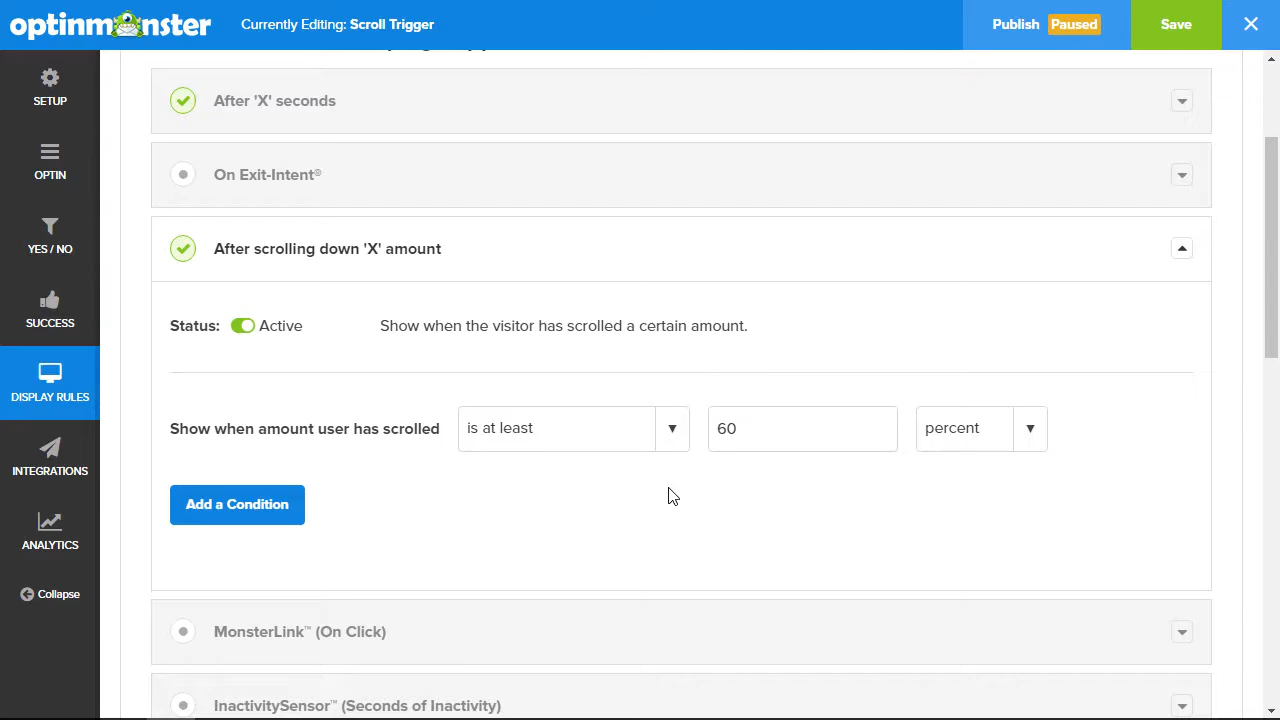 optinmonster
Currently Editing: Scroll Trigger
Publish Paused
Save
SETUP
OPTIN
YES / NO
SUCCESS
DISPLAY RULES
INTEGRATIONS
ANALYTICS
Collapse
After 'X' seconds
On Exit-Intent®
After scrolling down 'X' amount
Status: Active Show when the visitor has scrolled a certain amount.
Show when amount user has scrolled is at least 60 percent
Add a Condition
MonsterLink™ (On Click)
InactivitySensor™ (Seconds of Inactivity)